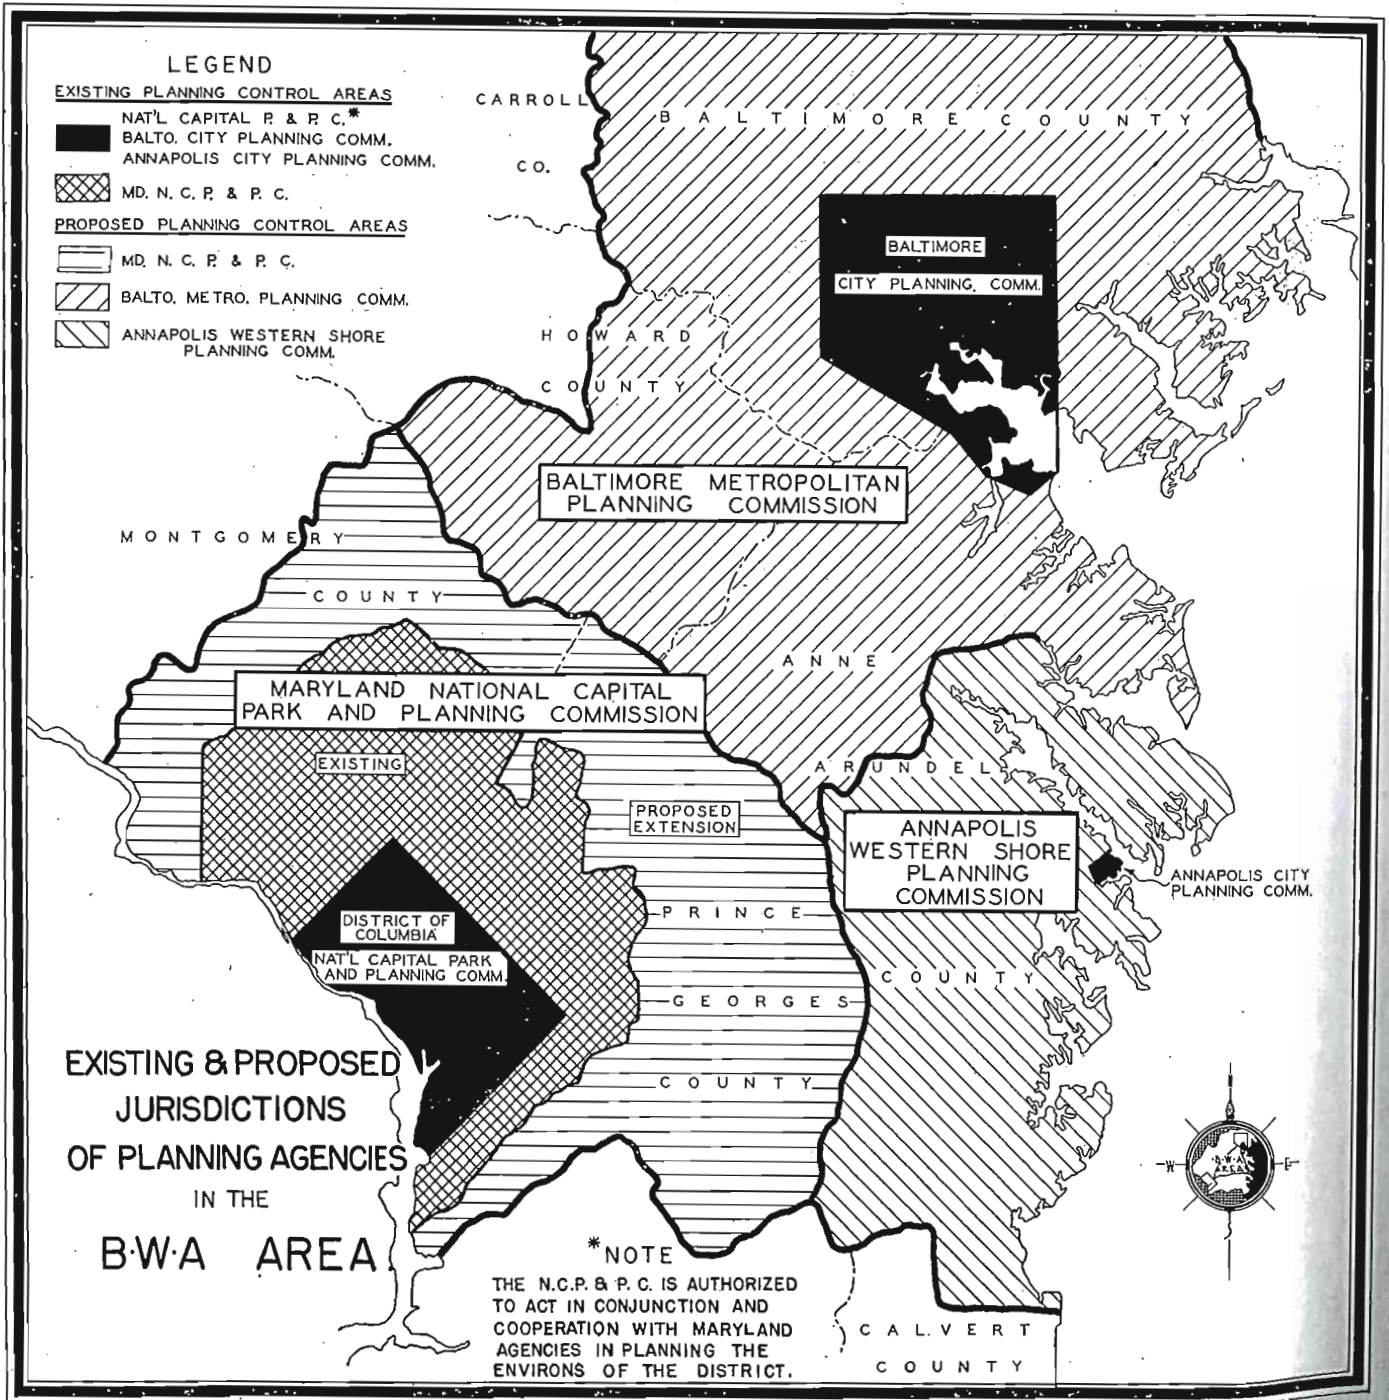 LEGEND
EXISTING PLANNING CONTROL AREAS
NAT'L CAPITAL P. & P. C.*
BALTO. CITY PLANNING COMM.
ANNAPOLIS CITY PLANNING COMM.
MD. N. C. P. & P. C.
PROPOSED PLANNING CONTROL AREAS
MD. N. C. P. & P. C.
BALTO. METRO. PLANNING COMM.
ANNAPOLIS WESTERN SHORE
PLANNING COMM.
CARROLL
CO.
BALTIMORE COUNTY
BALTIMORE
CITY PLANNING COMM.
HOWARD
COUNTY
BALTIMORE METROPOLITAN
PLANNING COMMISSION
MONTGOMERY
COUNTY
ANNE
ARUNDEL
COUNTY
MARYLAND NATIONAL CAPITAL
PARK AND PLANNING COMMISSION
EXISTING
PROPOSED
EXTENSION
ANNAPOLIS
WESTERN SHORE
PLANNING
COMMISSION
ANNAPOLIS CITY
PLANNING COMM.
PRINCE
GEORGES
COUNTY
DISTRICT OF
COLUMBIA
NAT'L CAPITAL PARK
AND PLANNING COMM.
EXISTING & PROPOSED
JURISDICTIONS
OF PLANNING AGENCIES
IN THE
B·W·A AREA
*NOTE
THE N.C.P. & P. C. IS AUTHORIZED
TO ACT IN CONJUNCTION AND
COOPERATION WITH MARYLAND
AGENCIES IN PLANNING THE
ENVIRONS OF THE DISTRICT.
CALVERT
COUNTY
N
W
B·W·A
AREA
E